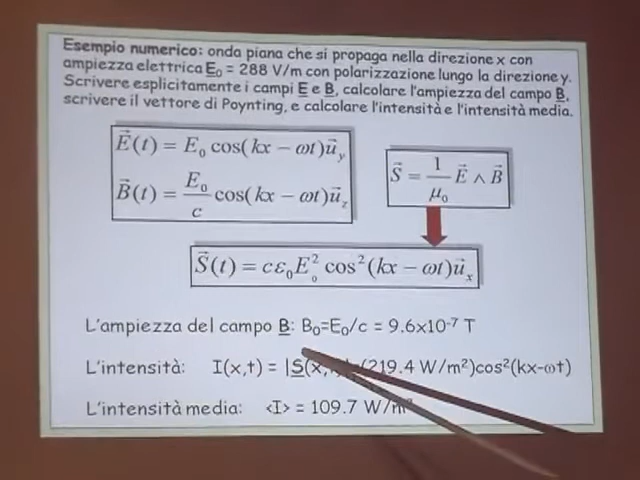 Esempio numerico: onda piana che si propaga nella direzione x con
ampiezza elettrica E₀ = 288 V/m con polarizzazione lungo la direzione y.
Scrivere esplicitamente i campi E e B, calcolare l'ampiezza del campo B,
scrivere il vettore di Poynting, e calcolare l'intensità e l'intensità media.
E⃗(t) = E₀ cos(kx − ωt)u⃗_y
B⃗(t) = E₀/c cos(kx − ωt)u⃗_z
S⃗ = 1/μ₀ E⃗ ∧ B⃗
S⃗(t) = cε₀E₀² cos²(kx − ωt)u⃗ₓ
L'ampiezza del campo B: B₀=E₀/c = 9.6x10⁻⁷ T
L'intensità: I(x,t) = |S(x, (219.4 W/m²)cos²(kx-ωt)
L'intensità media: <I> = 109.7 W/m²